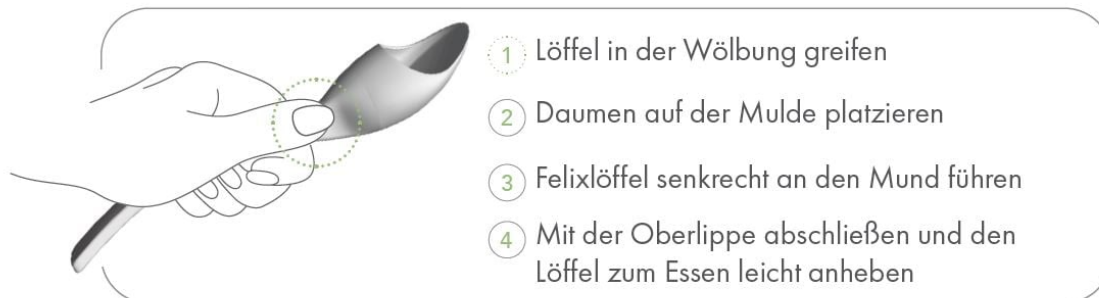 1 Löffel in der Wölbung greifen
2 Daumen auf der Mulde platzieren
3 Felixlöffel senkrecht an den Mund führen
4 Mit der Oberlippe abschließen und den
Löffel zum Essen leicht anheben